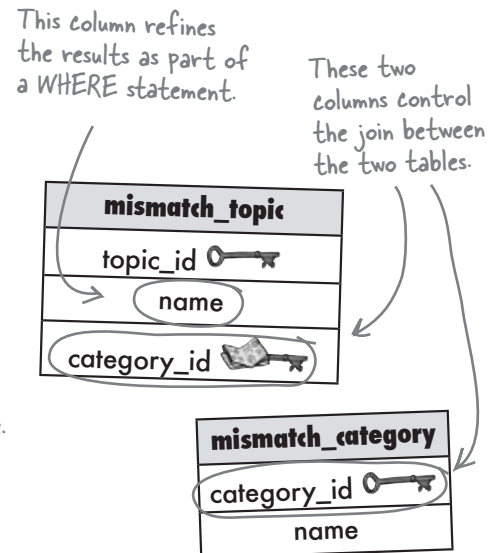 This column refines
the results as part of
a WHERE statement.
These two
columns control
the join between
the two tables.
mismatch_topic
topic_id
name
category_id
mismatch_category
category_id
name